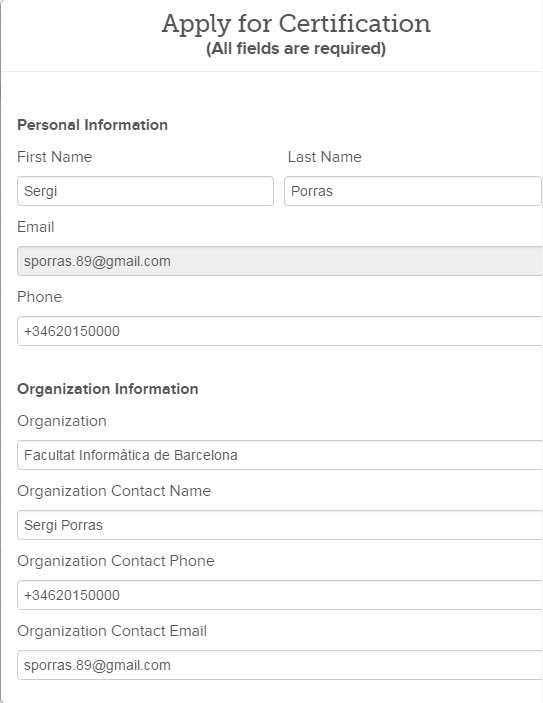 Apply for Certification
(All fields are required)
Personal Information
First Name Last Name
Sergi Porras
Email
sporras.89@gmail.com
Phone
+34620150000
Organization Information
Organization
Facultat Informàtica de Barcelona
Organization Contact Name
Sergi Porras
Organization Contact Phone
+34620150000
Organization Contact Email
sporras.89@gmail.com